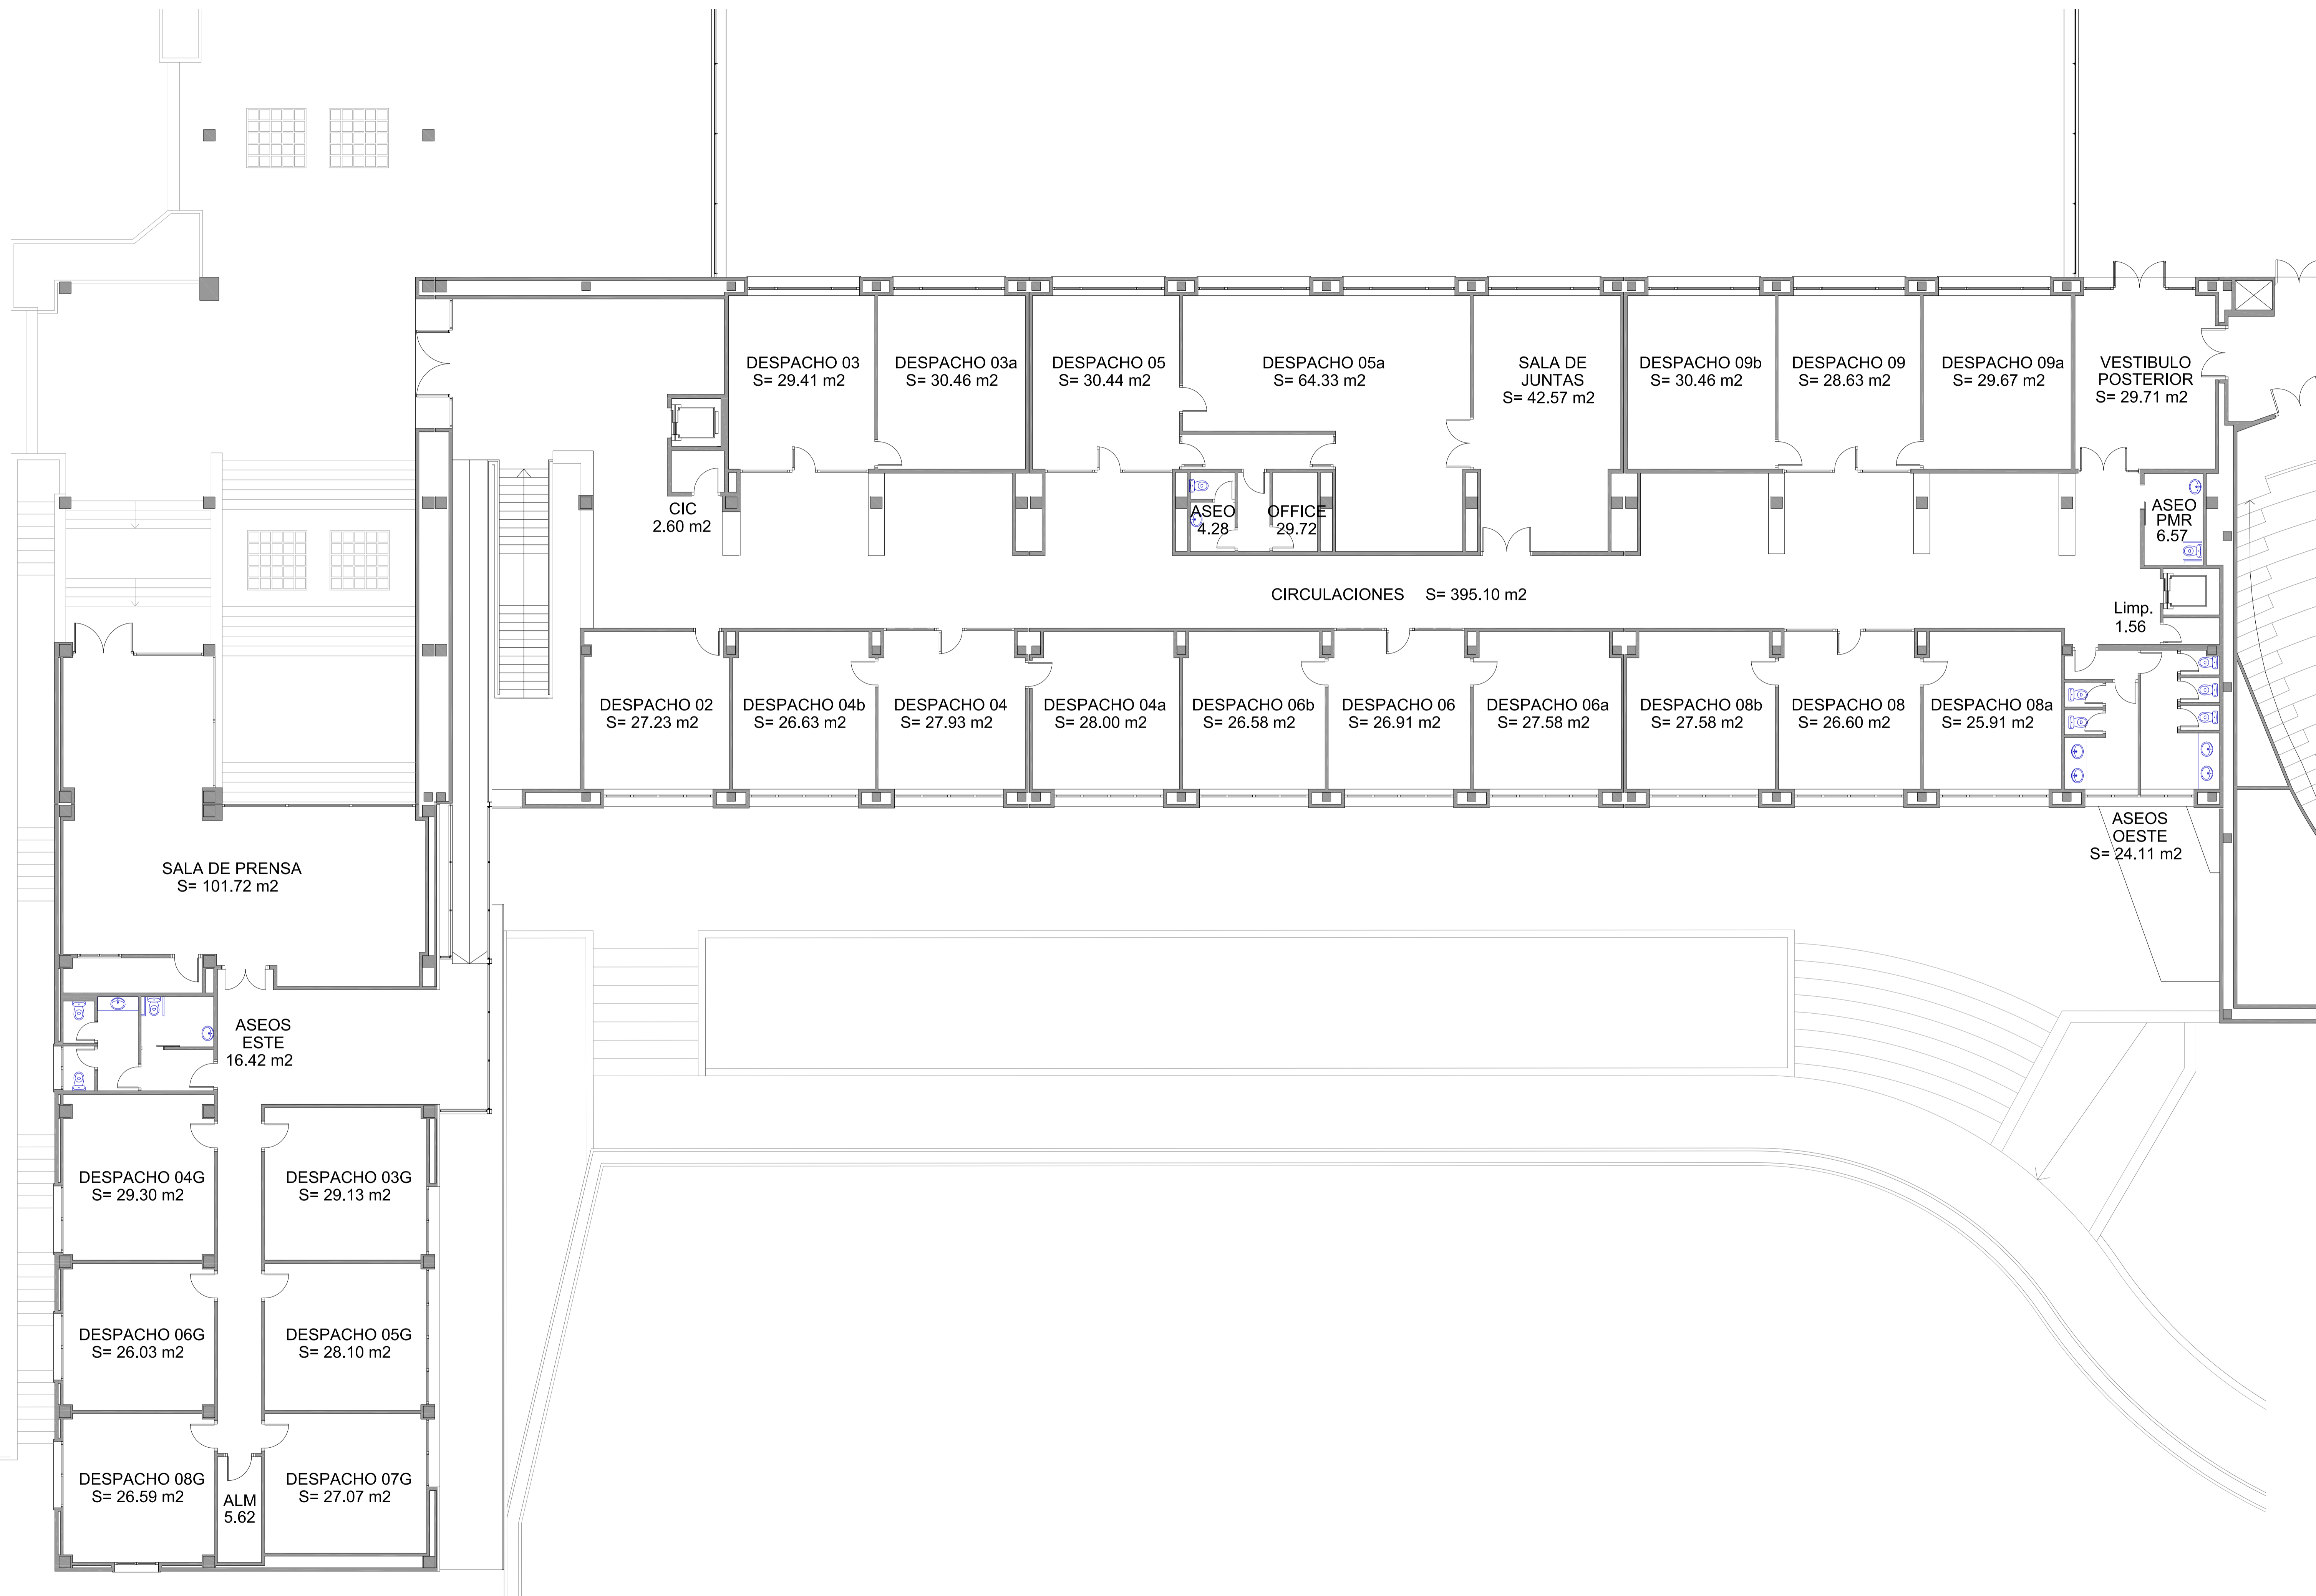 DESPACHO 03
S= 29.41 m2
DESPACHO 03a
S= 30.46 m2
DESPACHO 05
S= 30.44 m2
DESPACHO 05a
S= 64.33 m2
SALA DE
JUNTAS
S= 42.57 m2
DESPACHO 09b
S= 30.46 m2
DESPACHO 09
S= 28.63 m2
DESPACHO 09a
S= 29.67 m2
VESTIBULO
POSTERIOR
S= 29.71 m2
CIC
2.60 m2
ASEO
4.28
OFFICE
29.72
ASEO
PMR
6.57
CIRCULACIONES S= 395.10 m2
Limp.
1.56
DESPACHO 02
S= 27.23 m2
DESPACHO 04b
S= 26.63 m2
DESPACHO 04
S= 27.93 m2
DESPACHO 04a
S= 28.00 m2
DESPACHO 06b
S= 26.58 m2
DESPACHO 06
S= 26.91 m2
DESPACHO 06a
S= 27.58 m2
DESPACHO 08b
S= 27.58 m2
DESPACHO 08
S= 26.60 m2
DESPACHO 08a
S= 25.91 m2
ASEOS
OESTE
S= 24.11 m2
SALA DE PRENSA
S= 101.72 m2
ASEOS
ESTE
16.42 m2
DESPACHO 04G
S= 29.30 m2
DESPACHO 03G
S= 29.13 m2
DESPACHO 06G
S= 26.03 m2
DESPACHO 05G
S= 28.10 m2
DESPACHO 08G
S= 26.59 m2
ALM
5.62
DESPACHO 07G
S= 27.07 m2